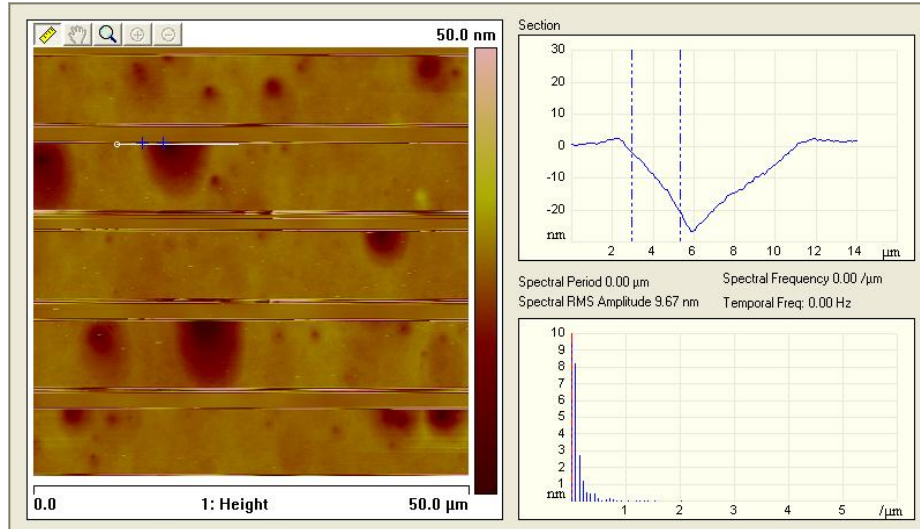 50.0 nm
0.0 1: Height 50.0 µm
Section
30
20
10
0
-10
-20
nm
2 4 6 8 10 12 14 µm
Spectral Period 0.00 µm Spectral Frequency 0.00 /µm
Spectral RMS Amplitude 9.67 nm Temporal Freq: 0.00 Hz
10
9
8
7
6
5
4
3
2
1
nm
1 2 3 4 5 /µm